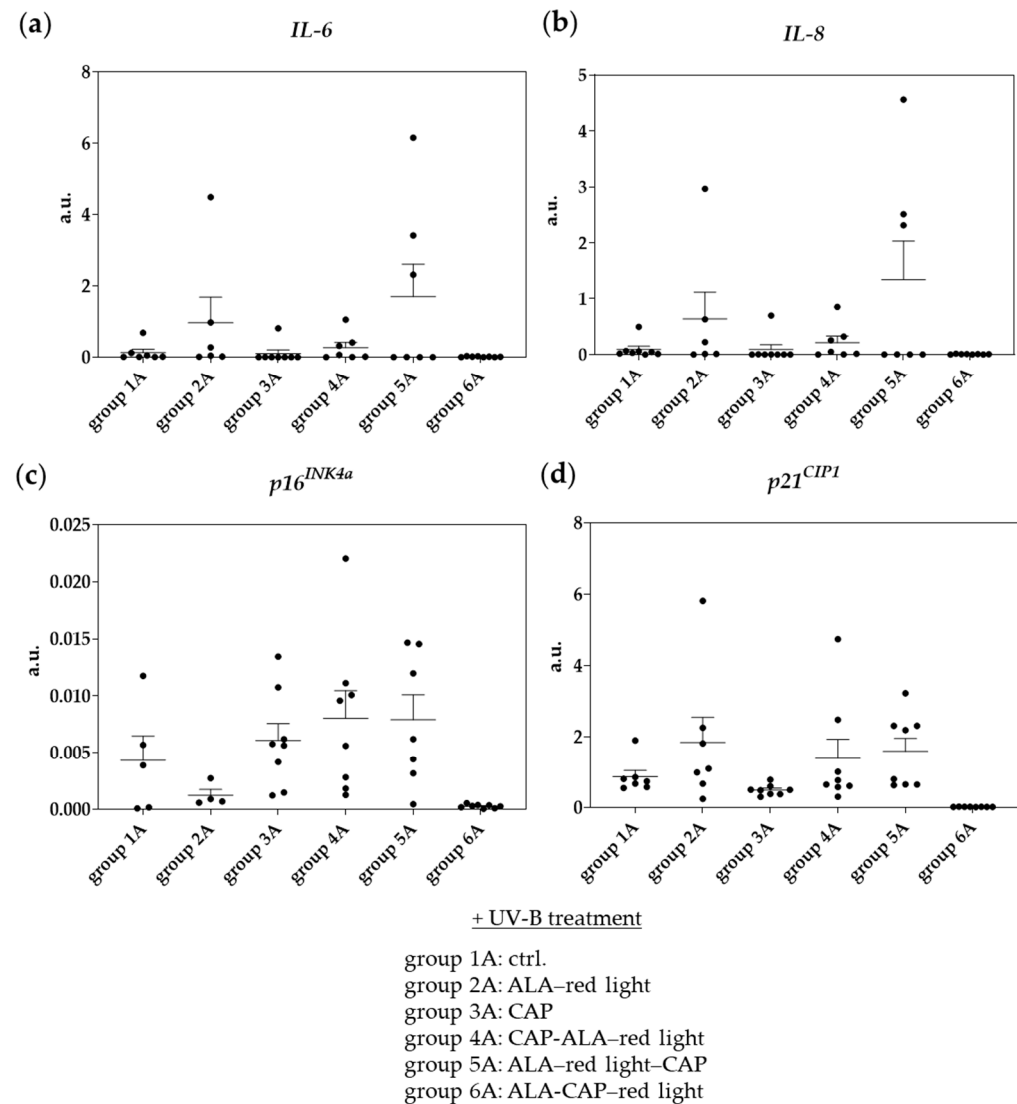 (a)
IL-6
a.u.
8
6
4
2
0
group 1A
group 2A
group 3A
group 4A
group 5A
group 6A
(b)
IL-8
a.u.
5
4
3
2
1
0
group 1A
group 2A
group 3A
group 4A
group 5A
group 6A
(c)
p16^INK4a
a.u.
0.025
0.020
0.015
0.010
0.005
0.000
group 1A
group 2A
group 3A
group 4A
group 5A
group 6A
(d)
p21^CIP1
a.u.
8
6
4
2
0
group 1A
group 2A
group 3A
group 4A
group 5A
group 6A
+ UV-B treatment
group 1A: ctrl.
group 2A: ALA–red light
group 3A: CAP
group 4A: CAP-ALA–red light
group 5A: ALA–red light–CAP
group 6A: ALA-CAP–red light